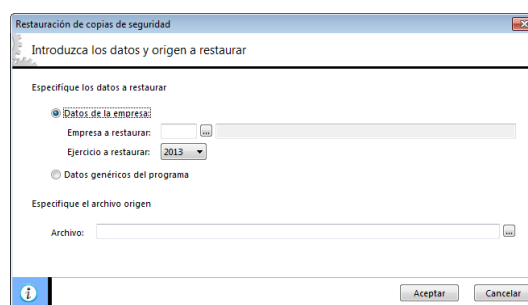 Restauración de copias de seguridad
Introduzca los datos y origen a restaurar
Especifique los datos a restaurar
Datos de la empresa:
Empresa a restaurar: ...
Ejercicio a restaurar: 2013
Datos genéricos del programa
Especifique el archivo origen
Archivo: ...
Aceptar Cancelar